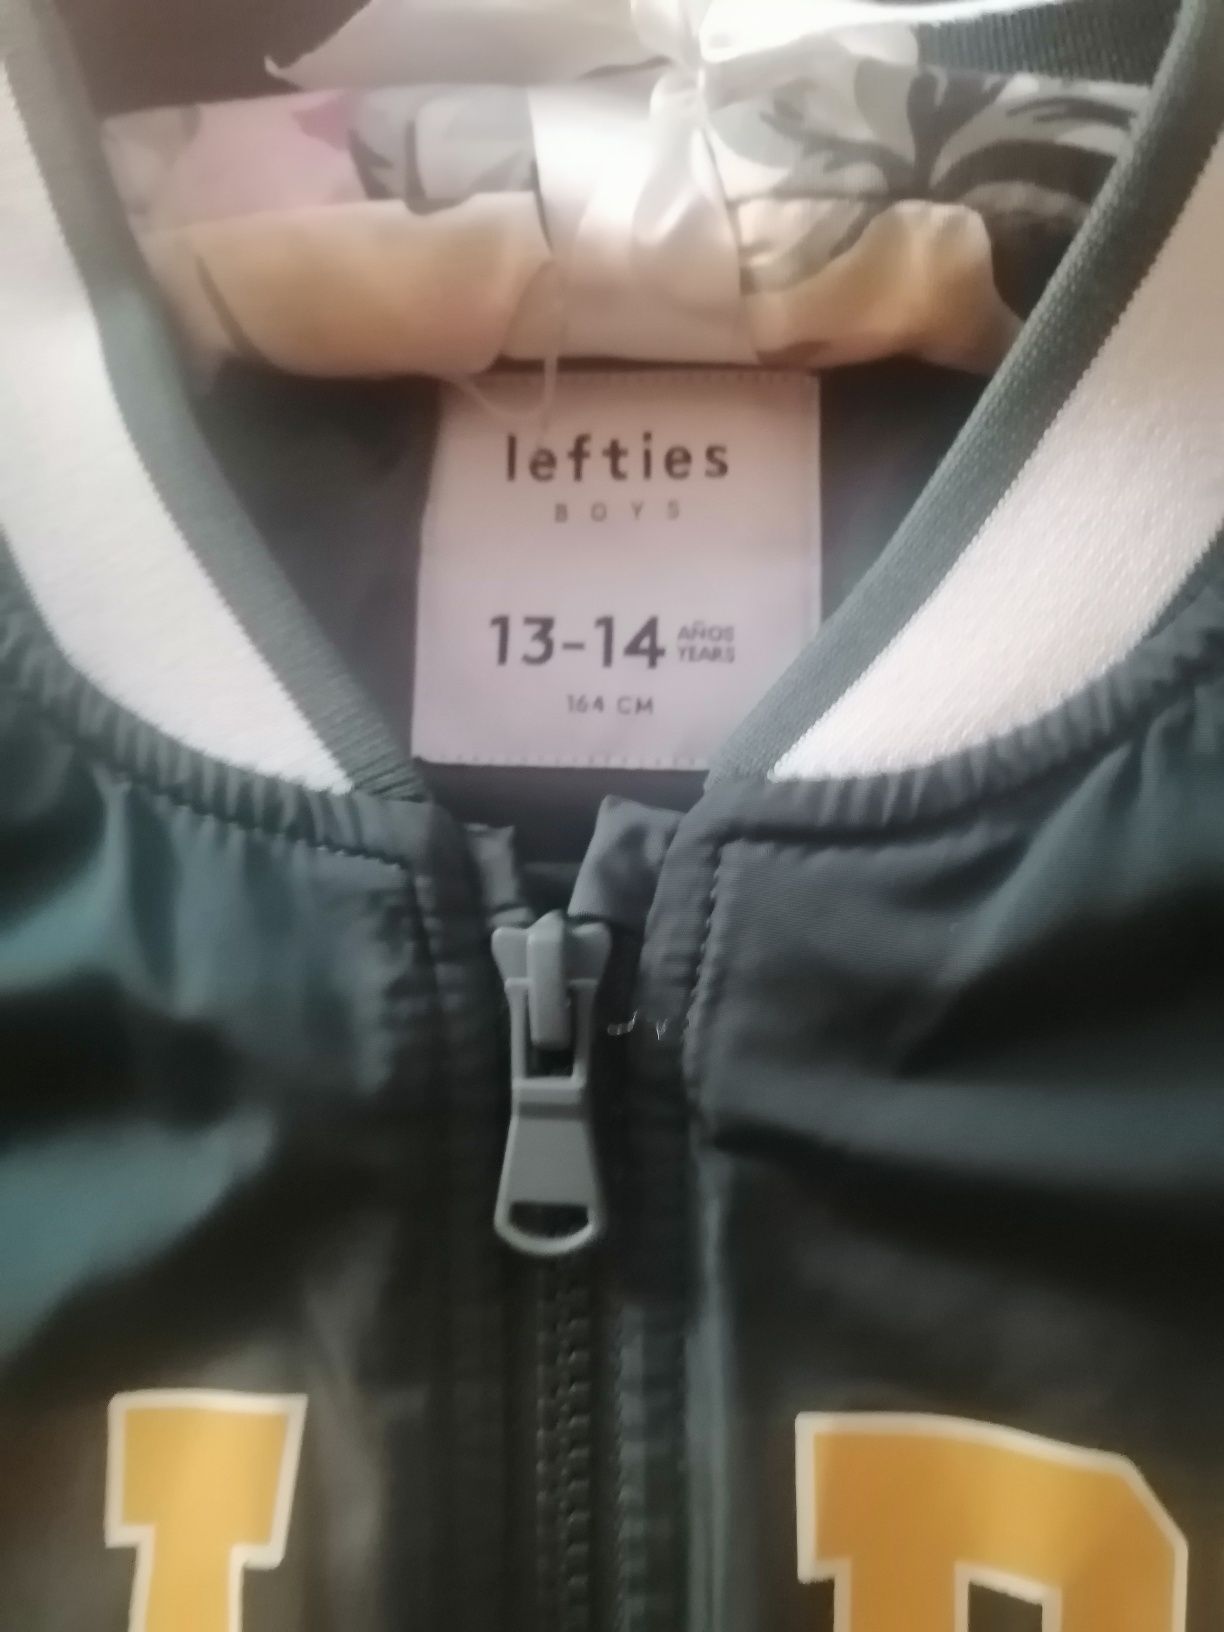 lefties
BOYS
13-14 AÑOS
YEARS
164 CM